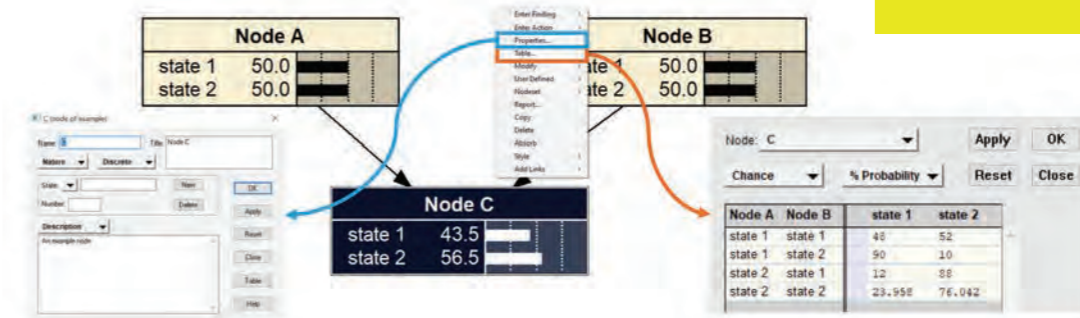 Node A
state 1 50.0
state 2 50.0
Enter Finding
Enter Action
Properties...
Table...
Modify
User Defined
Nodeset
Report...
Copy
Delete
Absorb
Style
Add Links
Node B
state 1 50.0
state 2 50.0
C (node of example)
Name: Title: Node C
Nature Discrete
State: New
Number: Delete
Description
An example node
OK
Apply
Reset
Close
Table
Help
Node C
state 1 43.5
state 2 56.5
Node: C Apply OK
Chance % Probability Reset Close
Node A Node B state 1 state 2
state 1 state 1 48 52
state 1 state 2 90 10
state 2 state 1 12 88
state 2 state 2 23.958 76.042